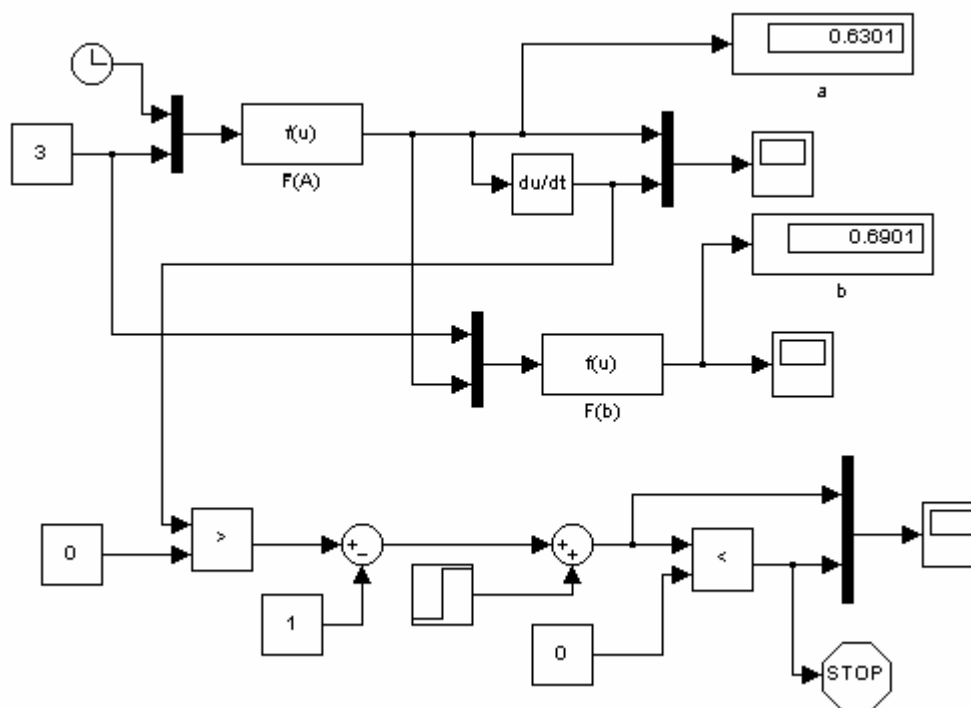 0.6301
a
3
f(u)
F(A)
du/dt
0.6901
b
f(u)
F(b)
0
>
+
-
1
+
+
<
0
STOP